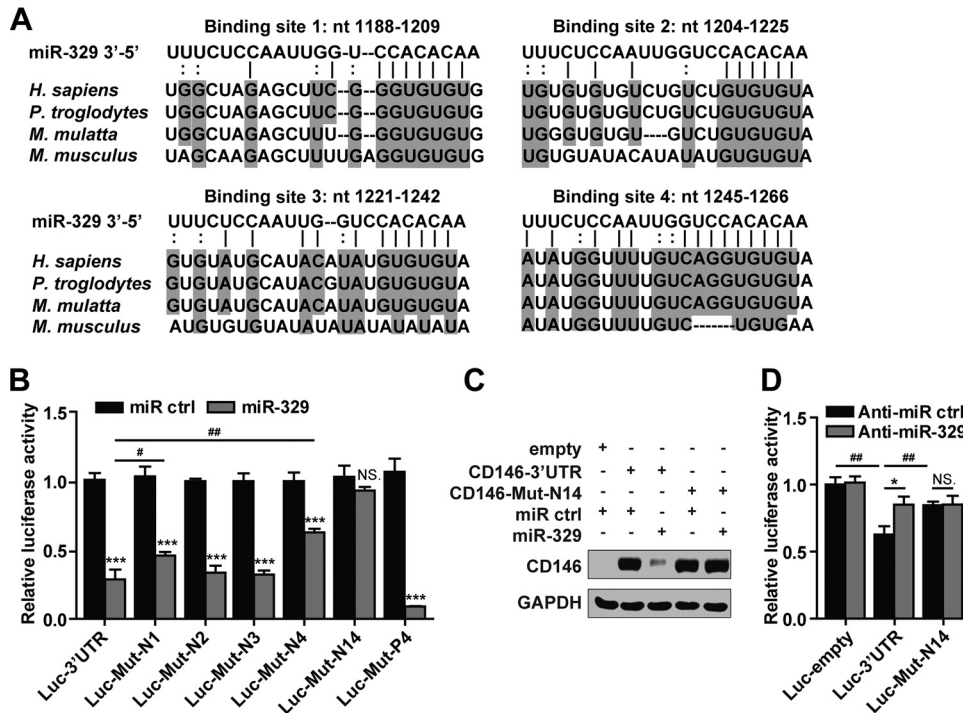 A
Binding site 1: nt 1188-1209
miR-329 3'-5' UUUCUCCAAUUGG-U--CCACACAA
H. sapiens UGGCUAGAGCUUC--G--GGUGUGUG
P. troglodytes UGGCUAGAGCUUC--G--GGUGUGUG
M. mulatta UGGCUAGAGCUUU--G--GGUGUGUG
M. musculus UAGCAAGAGCUUUUGAGGUGUGUG
Binding site 2: nt 1204-1225
UUUCUCCAAUUGGUCCACACAA
UGUGUGUGUCUGUCUGUGUGUA
UGUGUGUGUCUGUCUGUGUGUA
UGGGUGUGU----GUCUGUGUGUA
UGUGUAUACAUAUAUGUGUGUA
Binding site 3: nt 1221-1242
miR-329 3'-5' UUUCUCCAAUUG--GUCCACACAA
H. sapiens GUGUAUGCAUACAUAUGUGUGUA
P. troglodytes GUGUAUGCAUACGUAUGUGUGUA
M. mulatta GUGUAUGCAUACAUAUGUGUGUA
M. musculus AUGUGUGUAUAUAUAUAUAUAUA
Binding site 4: nt 1245-1266
UUUCUCCAAUUGGUCCACACAA
AUAUGGUUUUGUCAGGUGUGUA
AUAUGGUUUUGUCAGGUGUGUA
AUAUGGUUUUGUCAGGUGUGUA
AUAUGGUUUUGUC-------UGUGAA
B
miR ctrl
miR-329
Relative luciferase activity
1.5
1.0
0.5
0.0
#
##
***
***
***
***
***
NS.
***
Luc-3'UTR
Luc-Mut-N1
Luc-Mut-N2
Luc-Mut-N3
Luc-Mut-N4
Luc-Mut-N14
Luc-Mut-P4
C
empty + - - - -
CD146-3'UTR - + + - -
CD146-Mut-N14 - - - + +
miR ctrl + + - + -
miR-329 - - + - +
CD146
GAPDH
D
Anti-miR ctrl
Anti-miR-329
Relative luciferase activity
1.5
1.0
0.5
0.0
##
##
*
NS.
Luc-empty
Luc-3'UTR
Luc-Mut-N14